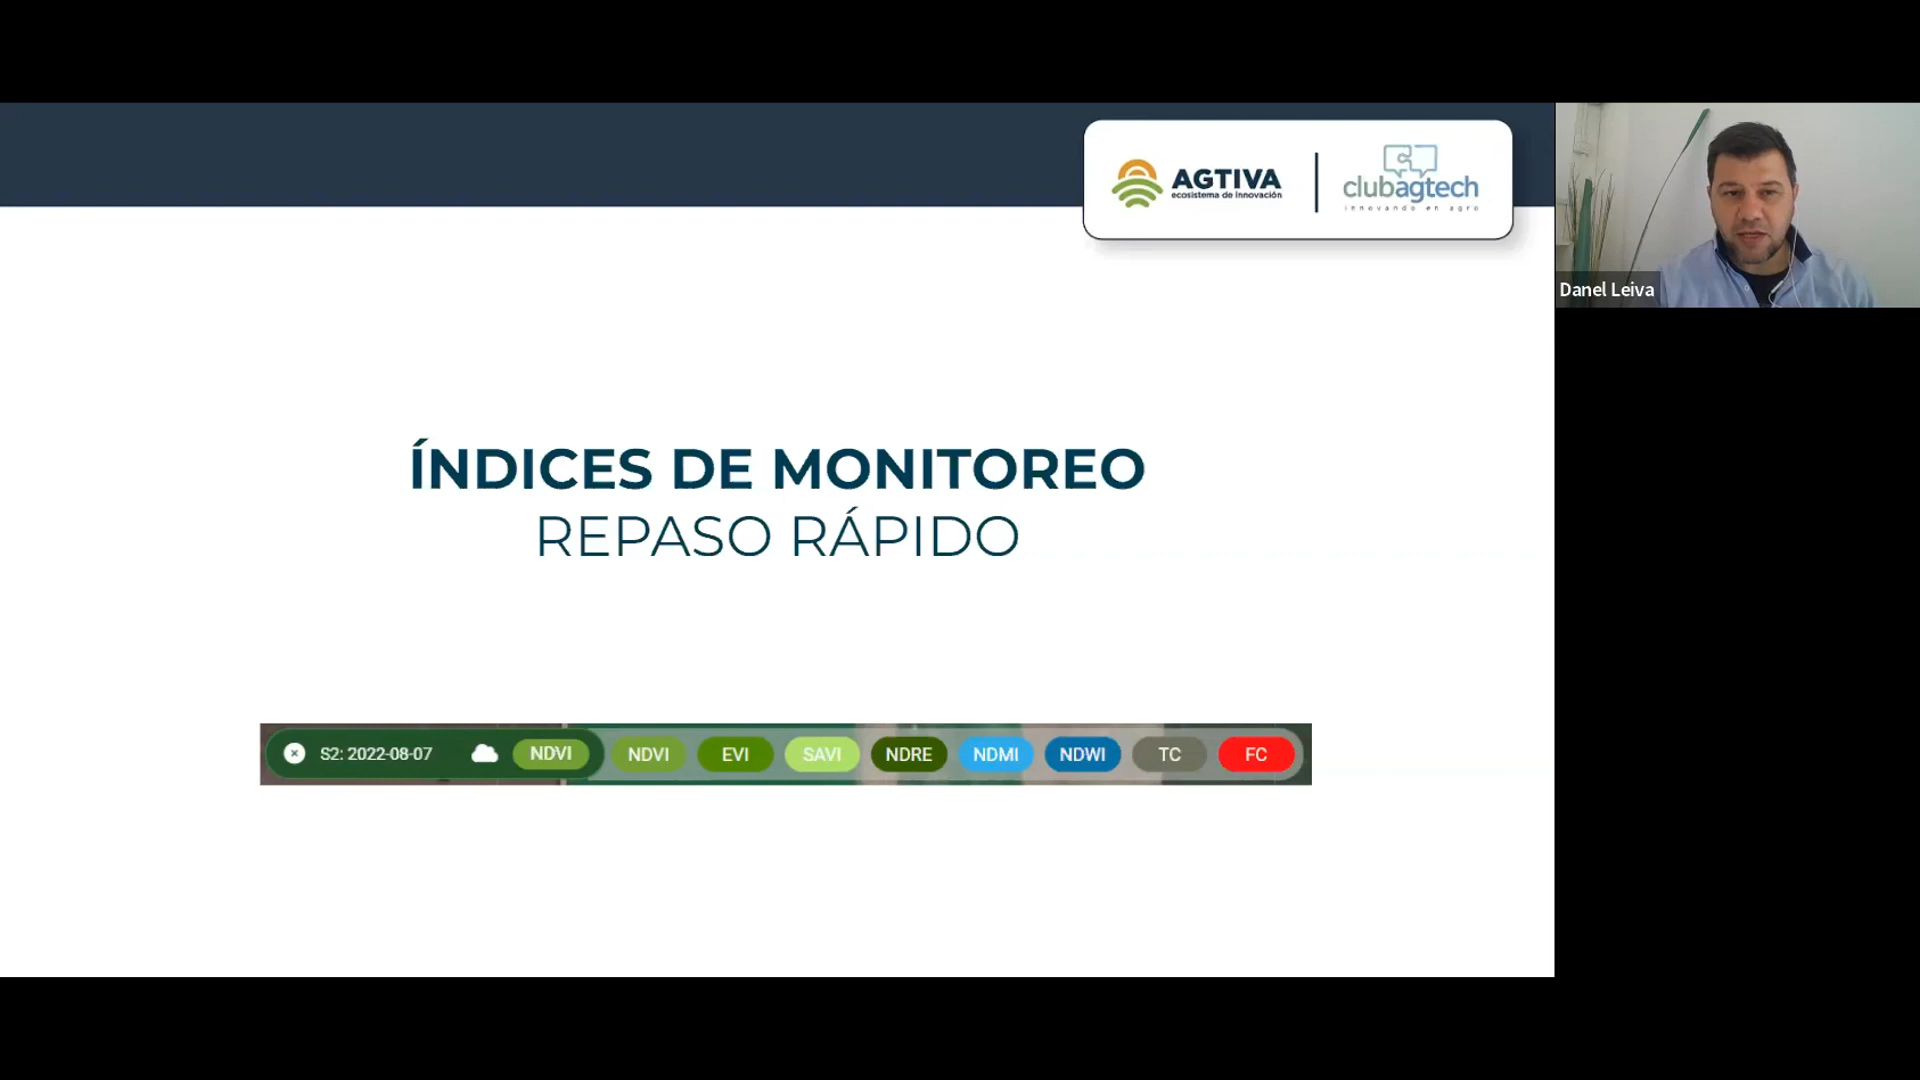 AGTIVA
ecosistema de innovación
clubagtech
innovando en agro
Danel Leiva
ÍNDICES DE MONITOREO
REPASO RÁPIDO
S2: 2022-08-07 NDVI NDVI EVI SAVI NDRE NDMI NDWI TC FC